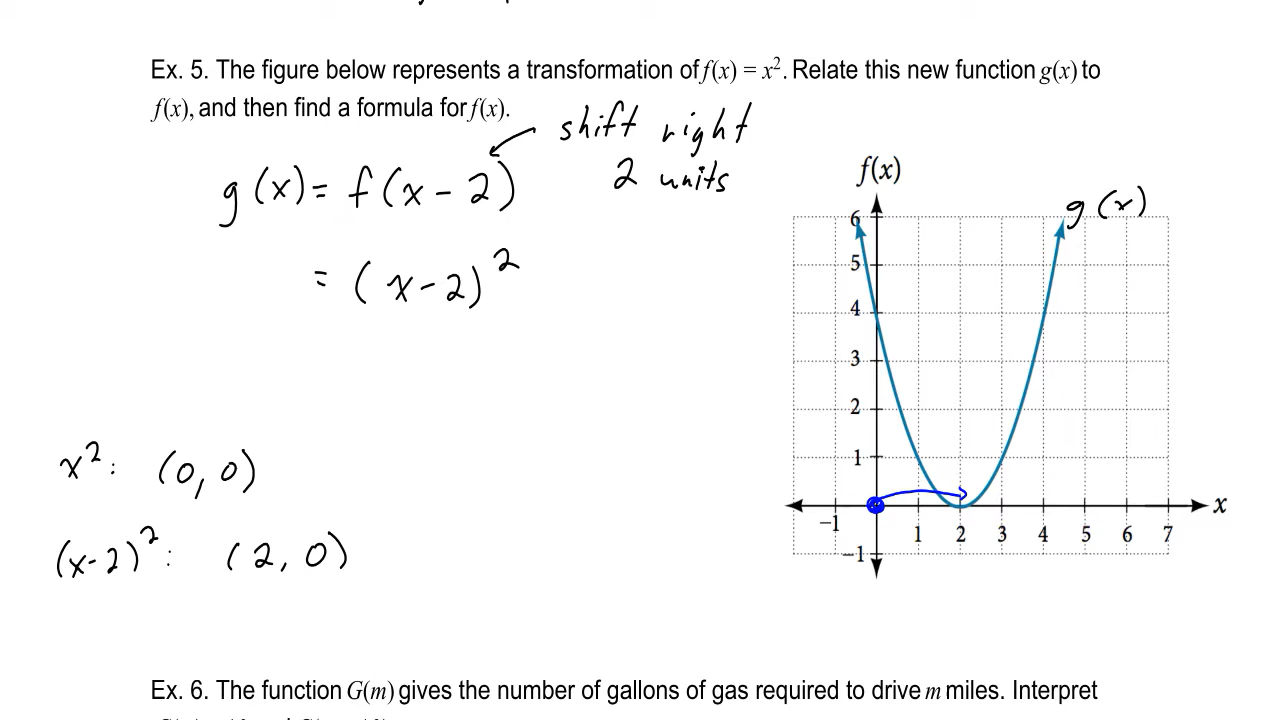 Ex. 5. The figure below represents a transformation of f(x) = x². Relate this new function g(x) to
f(x), and then find a formula for f(x).
shift right
2 units
g(x) = f(x - 2)
= (x - 2)²
x²: (0, 0)
(x-2)²: (2, 0)
f(x)
g(x)
6
5
4
3
2
1
-1
-1 1 2 3 4 5 6 7
x
Ex. 6. The function G(m) gives the number of gallons of gas required to drive m miles. Interpret